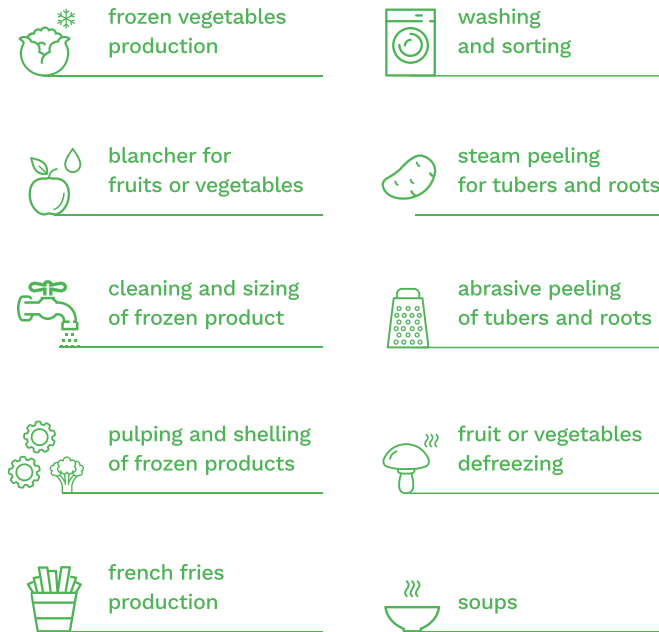 frozen vegetables
production
washing
and sorting
blancher for
fruits or vegetables
steam peeling
for tubers and roots
cleaning and sizing
of frozen product
abrasive peeling
of tubers and roots
pulping and shelling
of frozen products
fruit or vegetables
defreezing
french fries
production
soups